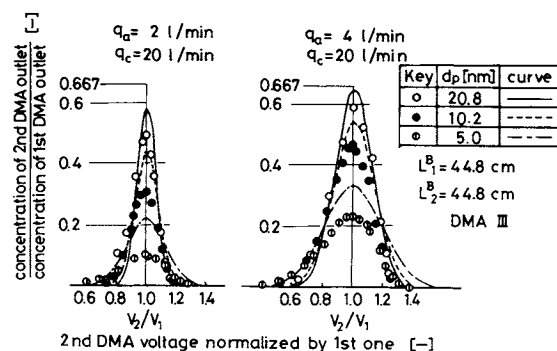 concentration of 2nd DMA outlet
concentration of 1st DMA outlet
[-]
qa= 2 l/min
qc=20 l/min
0.667
0.6
0.4
0.2
0.6 0.8 1.0 1.2 1.4
V2/V1
qa= 4 l/min
qc=20 l/min
0.667
0.6
0.4
0.2
0.6 0.8 1.0 1.2 1.4
V2/V1
2nd DMA voltage normalized by 1st one [-]
Key dp[nm] curve
20.8
10.2
5.0
L1^B=44.8 cm
L2^B=44.8 cm
DMA III